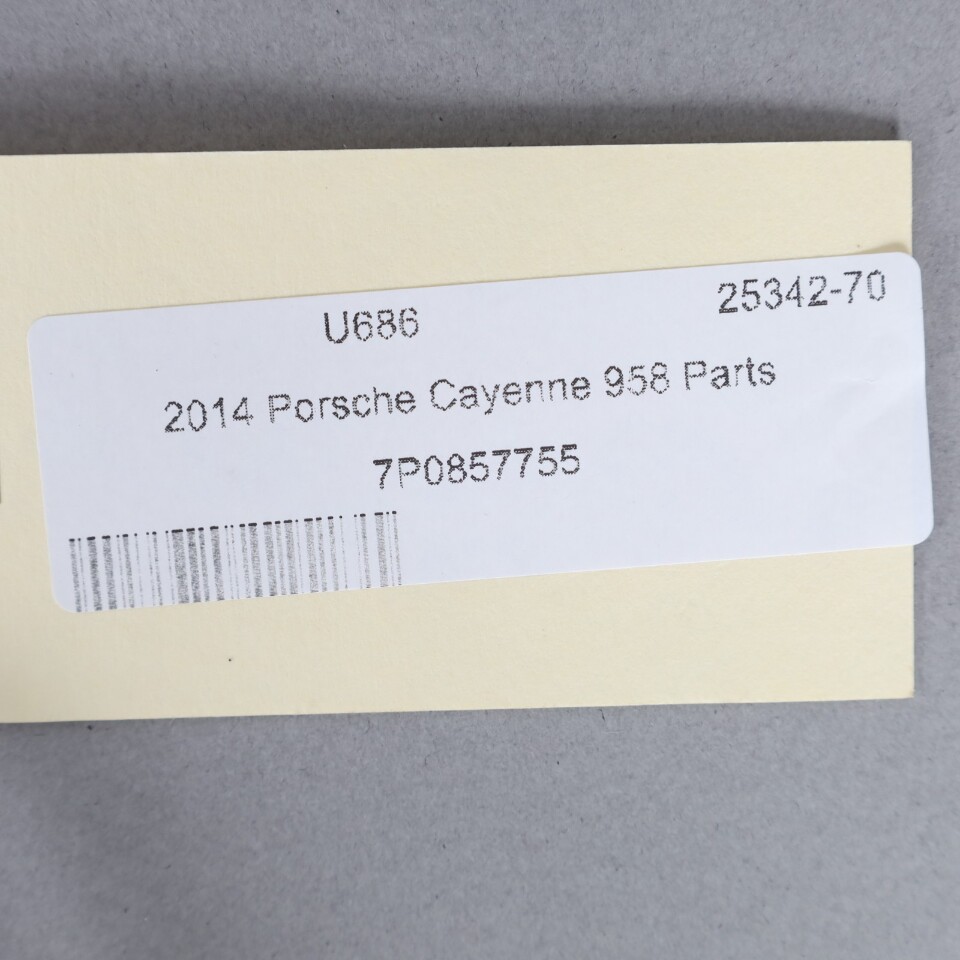 U686 25342-70
2014 Porsche Cayenne 958 Parts
7P0857755